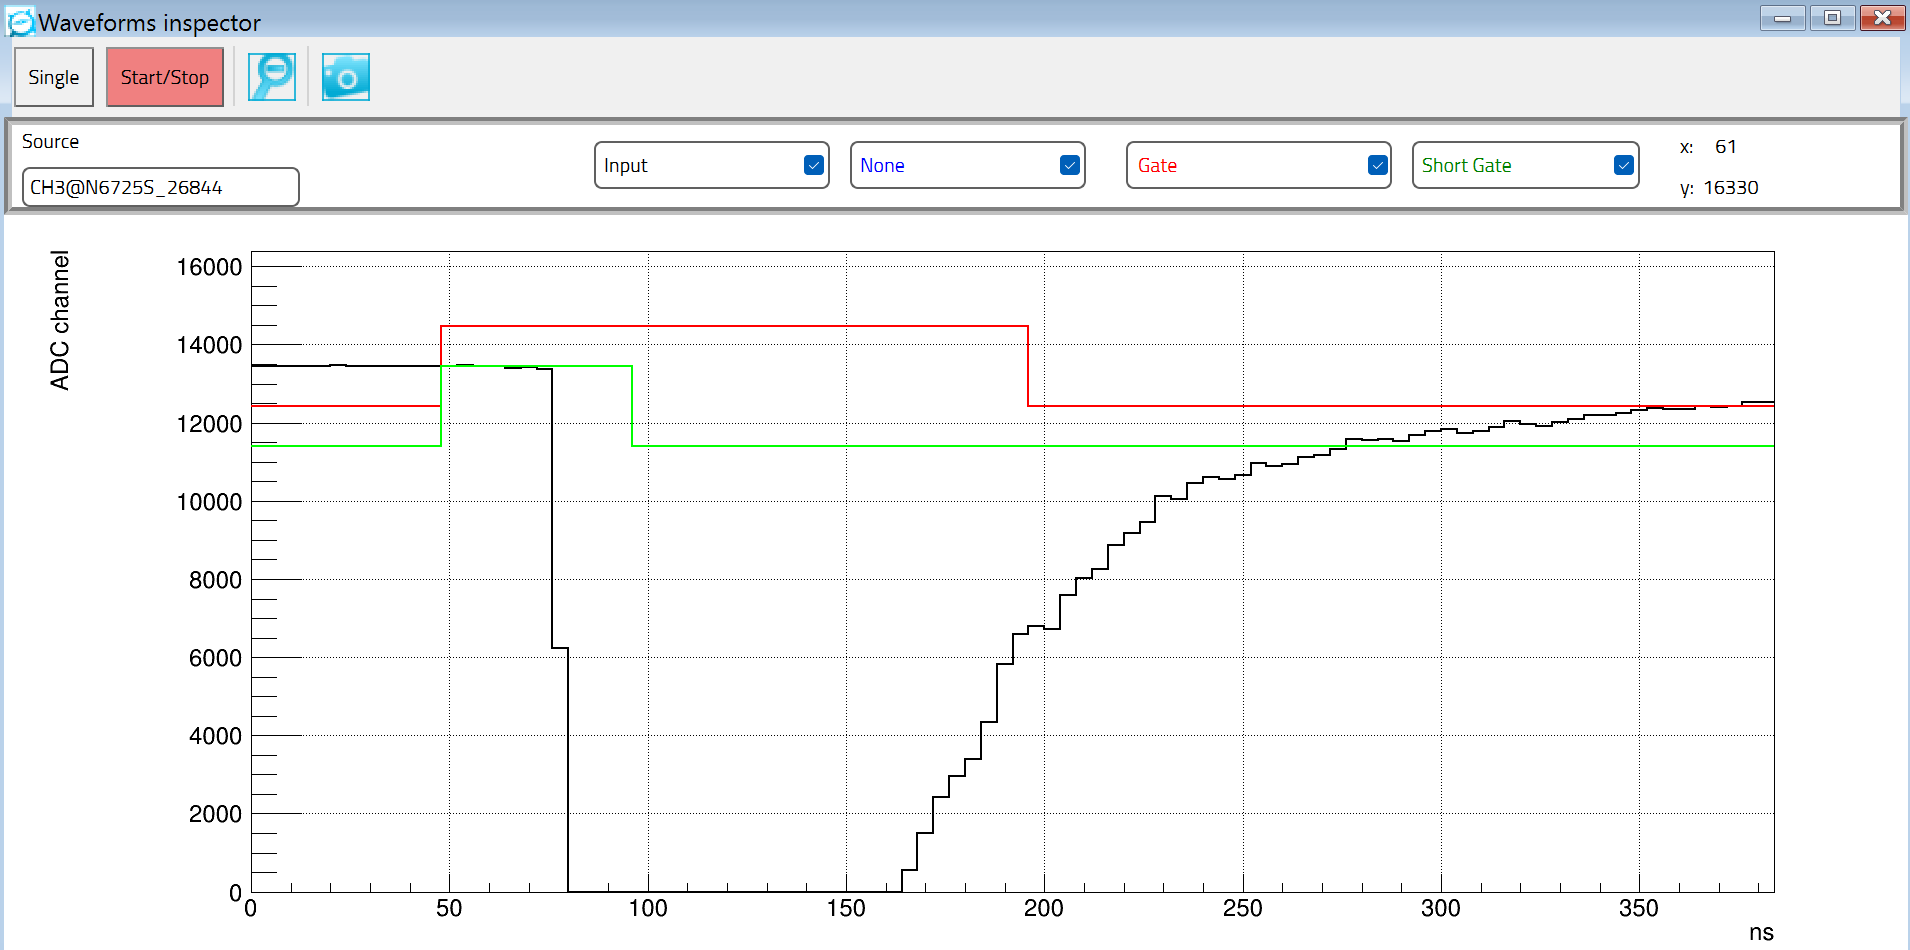 Waveforms inspector
Single Start/Stop
Source
Input None Gate Short Gate x: 61
CH3@N6725S_26844 y: 16330
ADC channel
16000
14000
12000
10000
8000
6000
4000
2000
0
0 50 100 150 200 250 300 350
ns